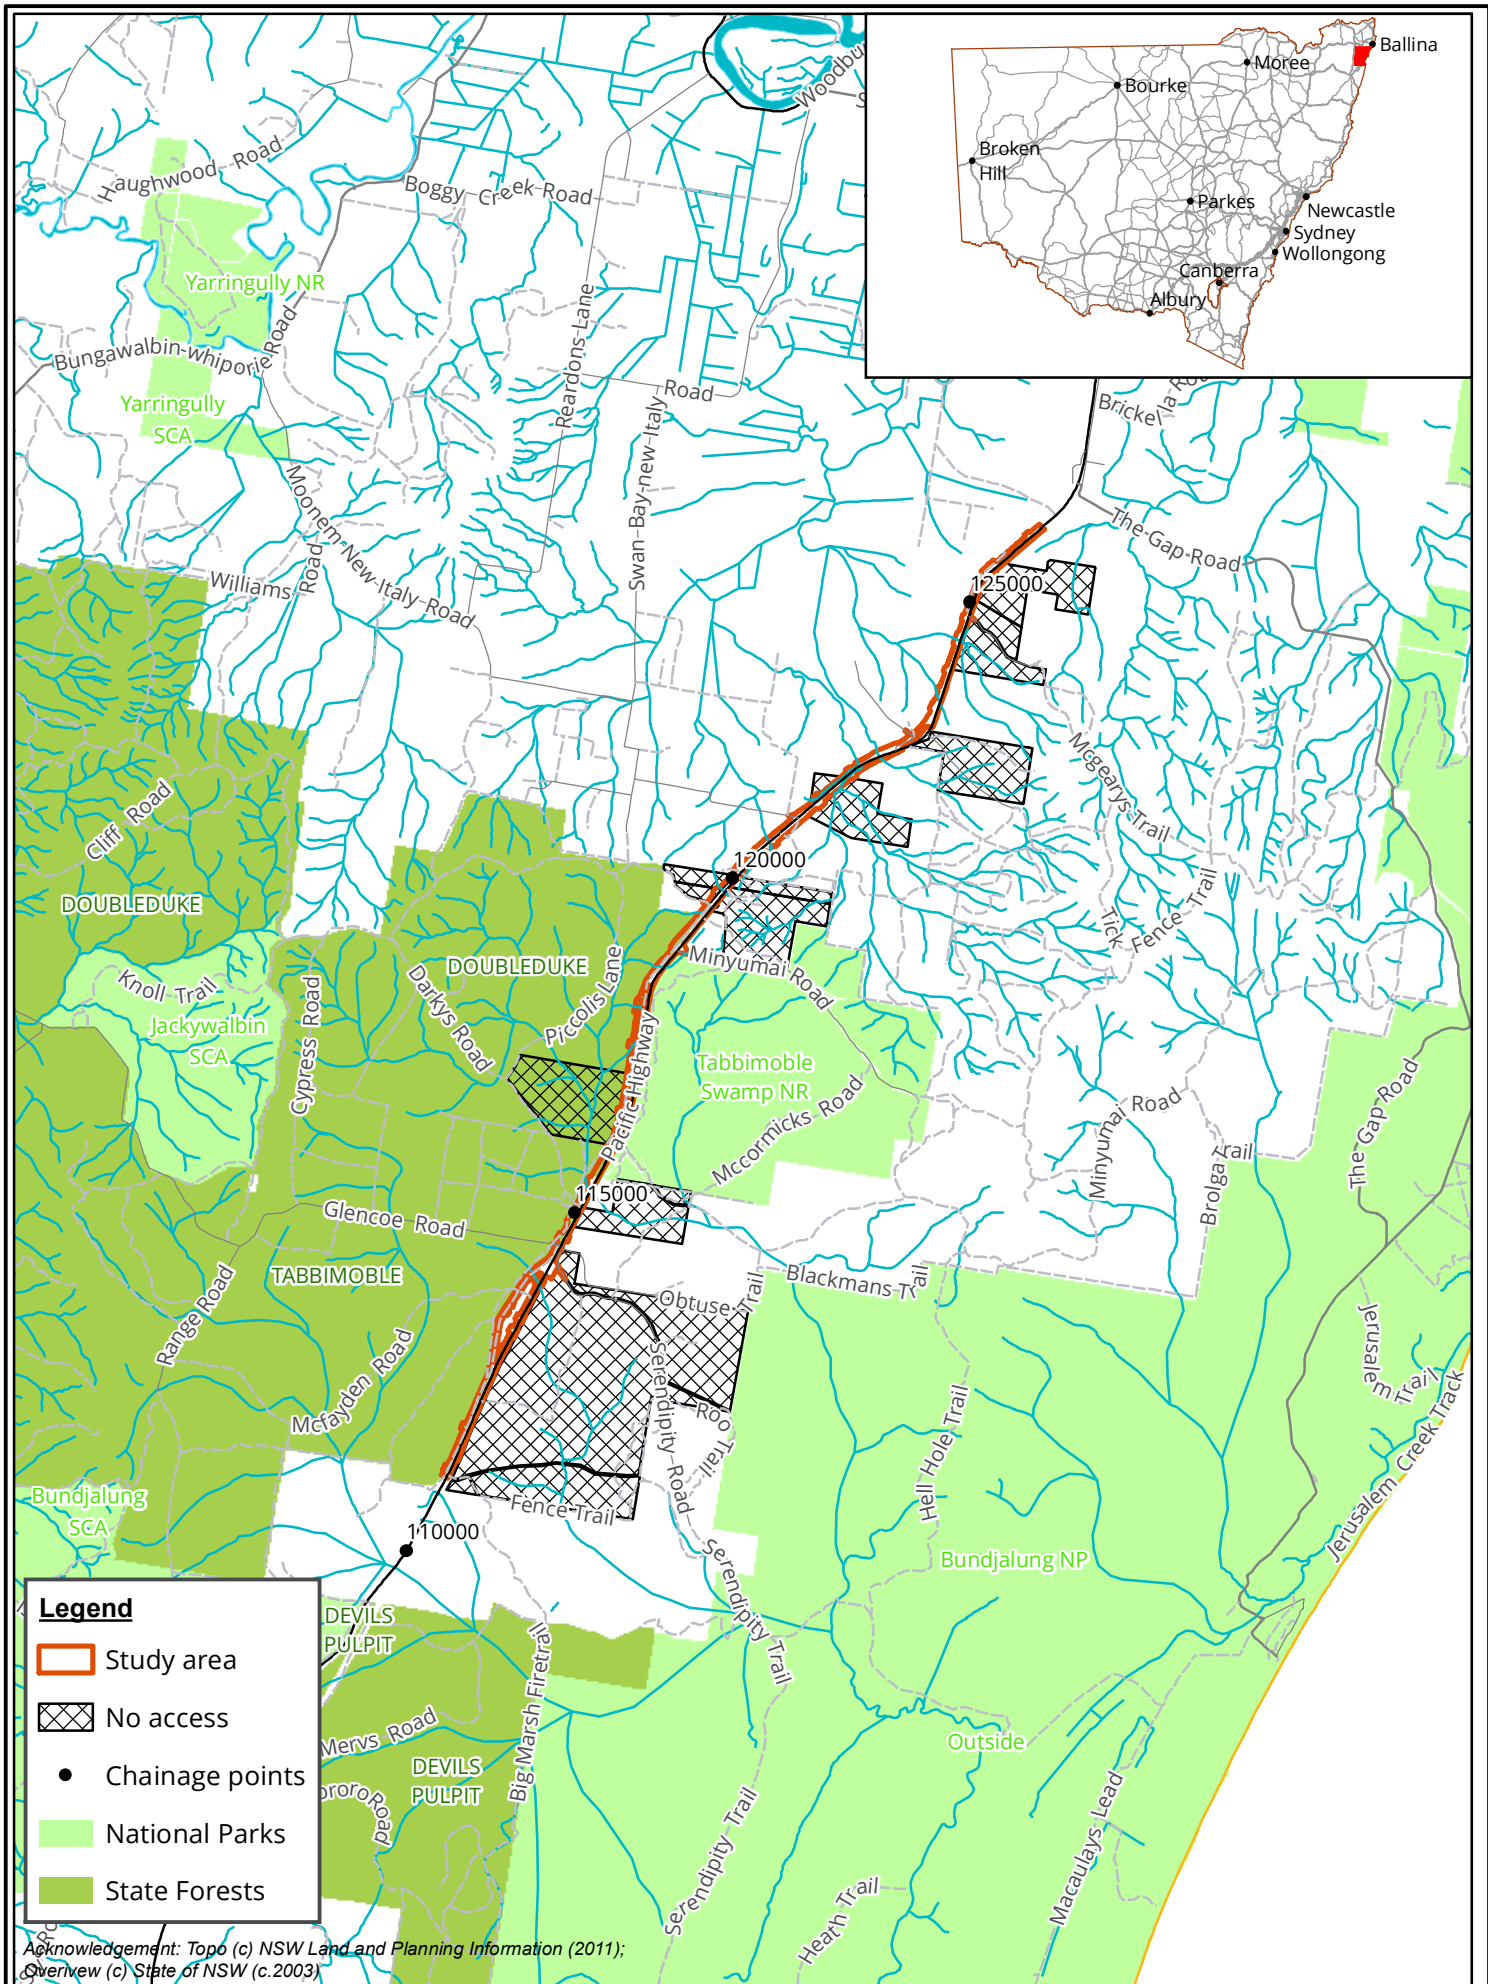 Ballina
Moree
Bourke
Broken
Hill
Parkes
Newcastle
Sydney
Wollongong
Canberra
Albury
Haughwood Road
Boggy Creek Road
Yarringully NR
Bungawalbin-whiporie Road
Yarringully
SCA
Reardons Lane
Road
Swan-Bay-new-Italy
Moonem-New-Italy-Road
Williams Road
The-Gap-Road
125000
Mcgearys Trail
Cliff Road
120000
DOUBLEDUKE
Tick
Fence Trail
Knoll Trail
Jackywalbin
SCA
Cypress Road
Darkys Road
DOUBLEDUKE
Piccolis Lane
Minyumai Road
Pacific Highway
Tabbimoble
Swamp NR
Mccormicks Road
Minyumai Road
Brolga Trail
The Gap Road
115000
Glencoe Road
TABBIMOBLE
Range Road
Mcfayden Road
Obtuse Trail
Blackmans Trail
Serendipity Road
Roo Trail
Hell Hole Trail
Jerusalem Trail
Jerusalem Creek Track
Bundjalung
SCA
Fence Trail
110000
Serendipity Trail
Bundjalung NP
DEVILS
PULPIT
Big Marsh Firetrail
Mervs Road
DEVILS
PULPIT
Road
Outside
Serendipity Trail
Heath Trail
Macaulays Lead
Legend
Study area
No access
Chainage points
National Parks
State Forests
Acknowledgement: Topo (c) NSW Land and Planning Information (2011);
Overivew (c) State of NSW (c.2003)